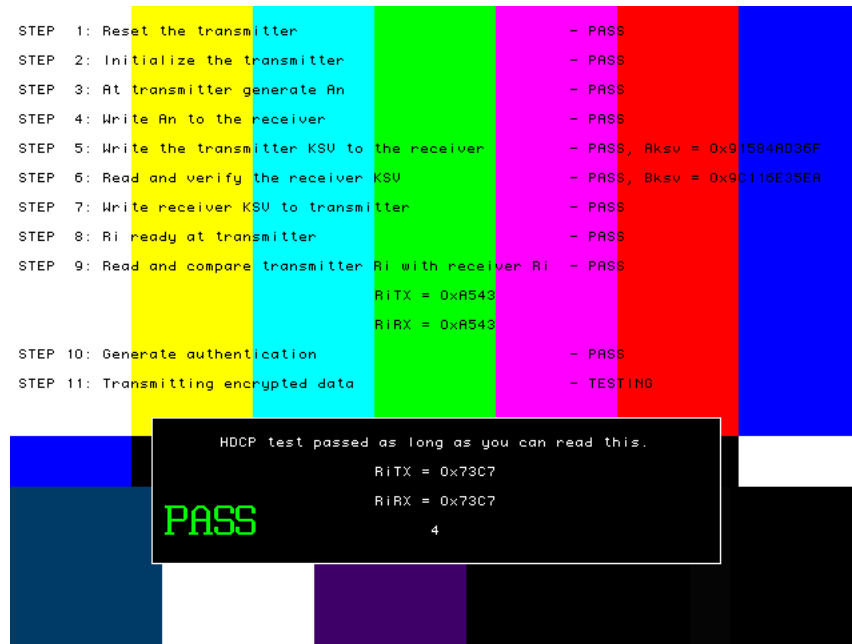 STEP 1: Reset the transmitter - PASS
STEP 2: Initialize the transmitter - PASS
STEP 3: At transmitter generate An - PASS
STEP 4: Write An to the receiver - PASS
STEP 5: Write the transmitter KSV to the receiver - PASS, Aksv = 0x91584AD36F
STEP 6: Read and verify the receiver KSV - PASS, Bksv = 0x9C116E35EA
STEP 7: Write receiver KSV to transmitter - PASS
STEP 8: Ri ready at transmitter - PASS
STEP 9: Read and compare transmitter Ri with receiver Ri - PASS
RiTX = 0xA543
RiRX = 0xA543
STEP 10: Generate authentication - PASS
STEP 11: Transmitting encrypted data - TESTING
HDCP test passed as long as you can read this.
RiTX = 0x73C7
RiRX = 0x73C7
PASS
4